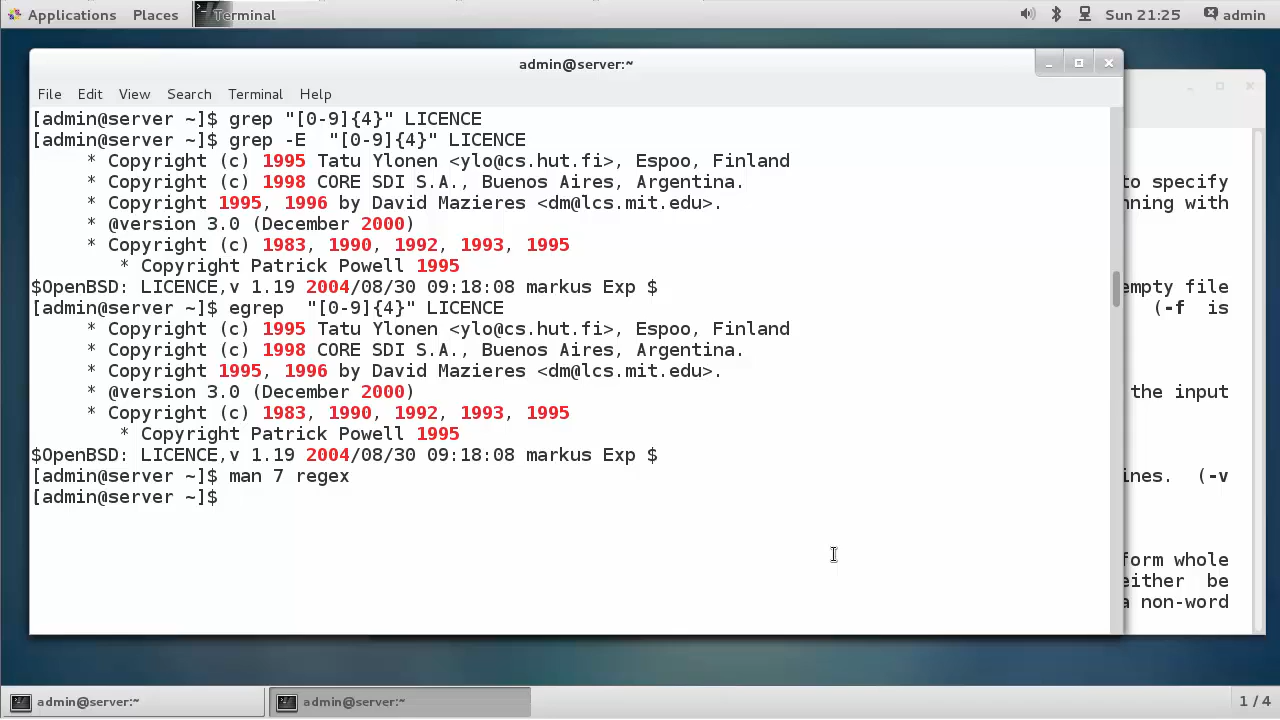 Applications Places Terminal Sun 21:25 admin
admin@server:~
File Edit View Search Terminal Help
[admin@server ~]$ grep "[0-9]{4}" LICENCE
[admin@server ~]$ grep -E  "[0-9]{4}" LICENCE
     * Copyright (c) 1995 Tatu Ylonen <ylo@cs.hut.fi>, Espoo, Finland
     * Copyright (c) 1998 CORE SDI S.A., Buenos Aires, Argentina.
     * Copyright 1995, 1996 by David Mazieres <dm@lcs.mit.edu>.
     * @version 3.0 (December 2000)
     * Copyright (c) 1983, 1990, 1992, 1993, 1995
        * Copyright Patrick Powell 1995
$OpenBSD: LICENCE,v 1.19 2004/08/30 09:18:08 markus Exp $
[admin@server ~]$ egrep  "[0-9]{4}" LICENCE
     * Copyright (c) 1995 Tatu Ylonen <ylo@cs.hut.fi>, Espoo, Finland
     * Copyright (c) 1998 CORE SDI S.A., Buenos Aires, Argentina.
     * Copyright 1995, 1996 by David Mazieres <dm@lcs.mit.edu>.
     * @version 3.0 (December 2000)
     * Copyright (c) 1983, 1990, 1992, 1993, 1995
        * Copyright Patrick Powell 1995
$OpenBSD: LICENCE,v 1.19 2004/08/30 09:18:08 markus Exp $
[admin@server ~]$ man 7 regex
[admin@server ~]$
to specify
with
empty file
(-f is
the input
(-v
form whole
either be
a non-word
admin@server:~ admin@server:~ 1 / 4